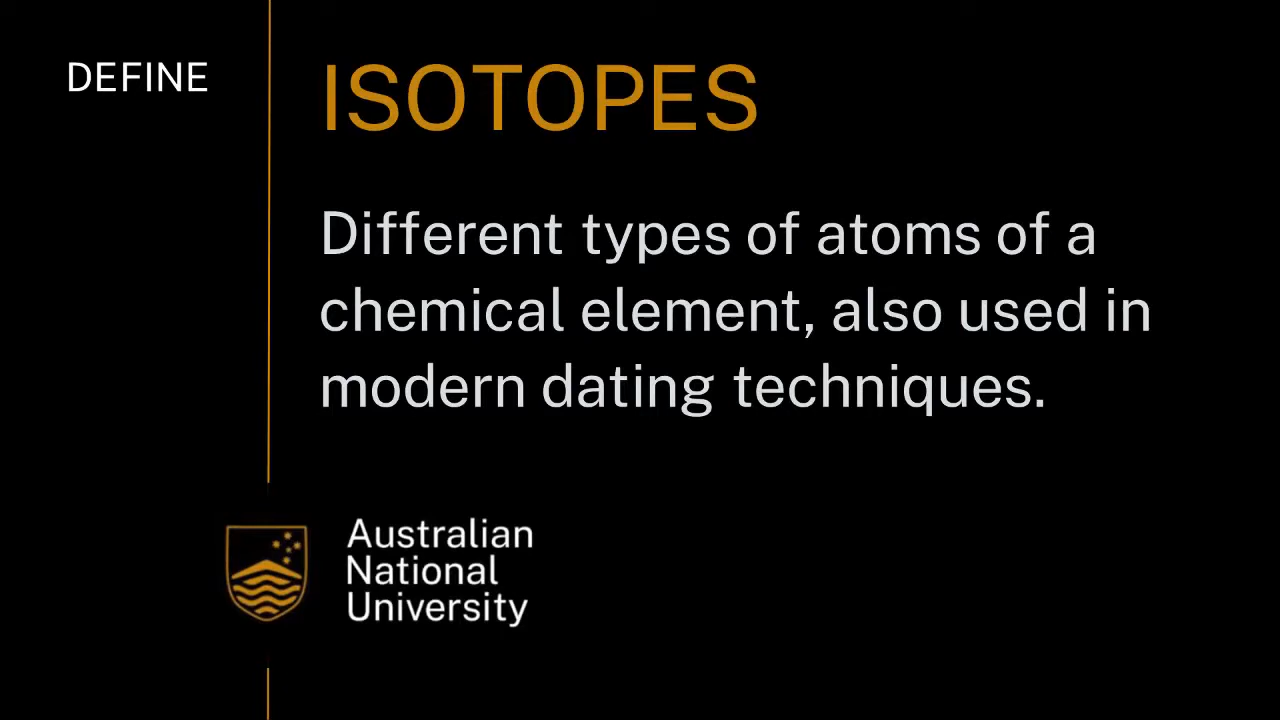 DEFINE
ISOTOPES
Different types of atoms of a
chemical element, also used in
modern dating techniques.
Australian
National
University